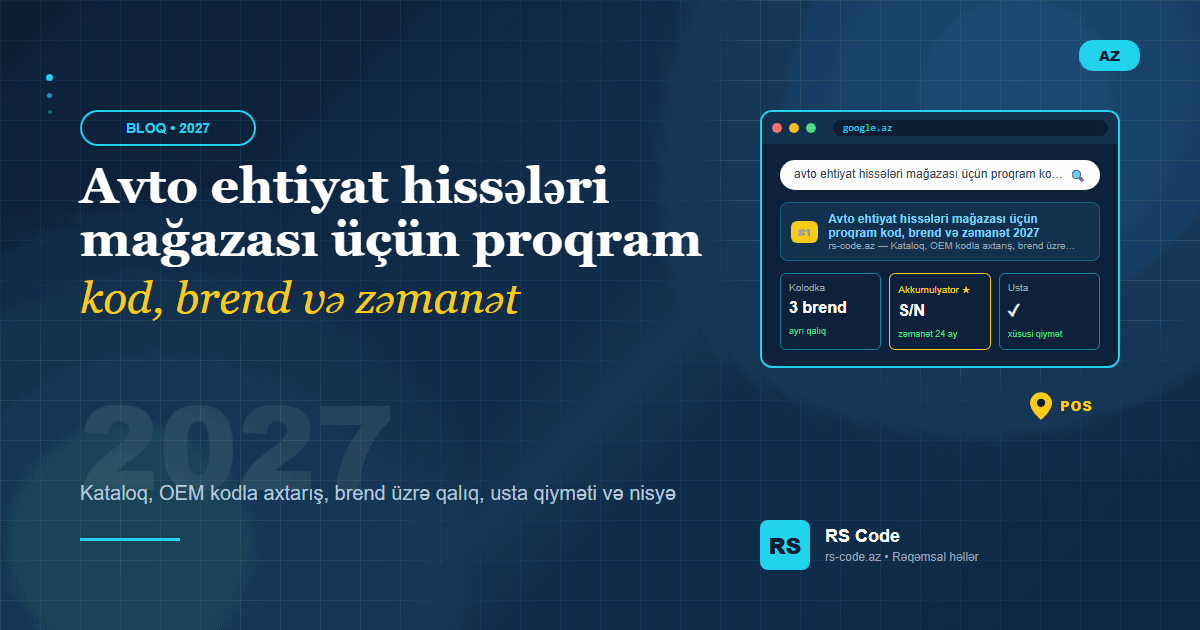 AZ
BLOQ • 2027
Avto ehtiyat hissələri
mağazası üçün proqram
kod, brend və zəmanət
2027
Kataloq, OEM kodla axtarış, brend üzrə qalıq, usta qiyməti və nisyə
google.az
avto ehtiyat hissələri mağazası üçün proqram ko...
#1
Avto ehtiyat hissələri mağazası üçün
proqram kod, brend və zəmanət 2027
rs-code.az — Kataloq, OEM kodla axtarış, brend üzrə...
Kolodka
3 brend
ayrı qalıq
Akkumulyator ★
S/N
zəmanət 24 ay
Usta
✓
xüsusi qiymət
POS
RS
RS Code
rs-code.az • Rəqəmsal həllər